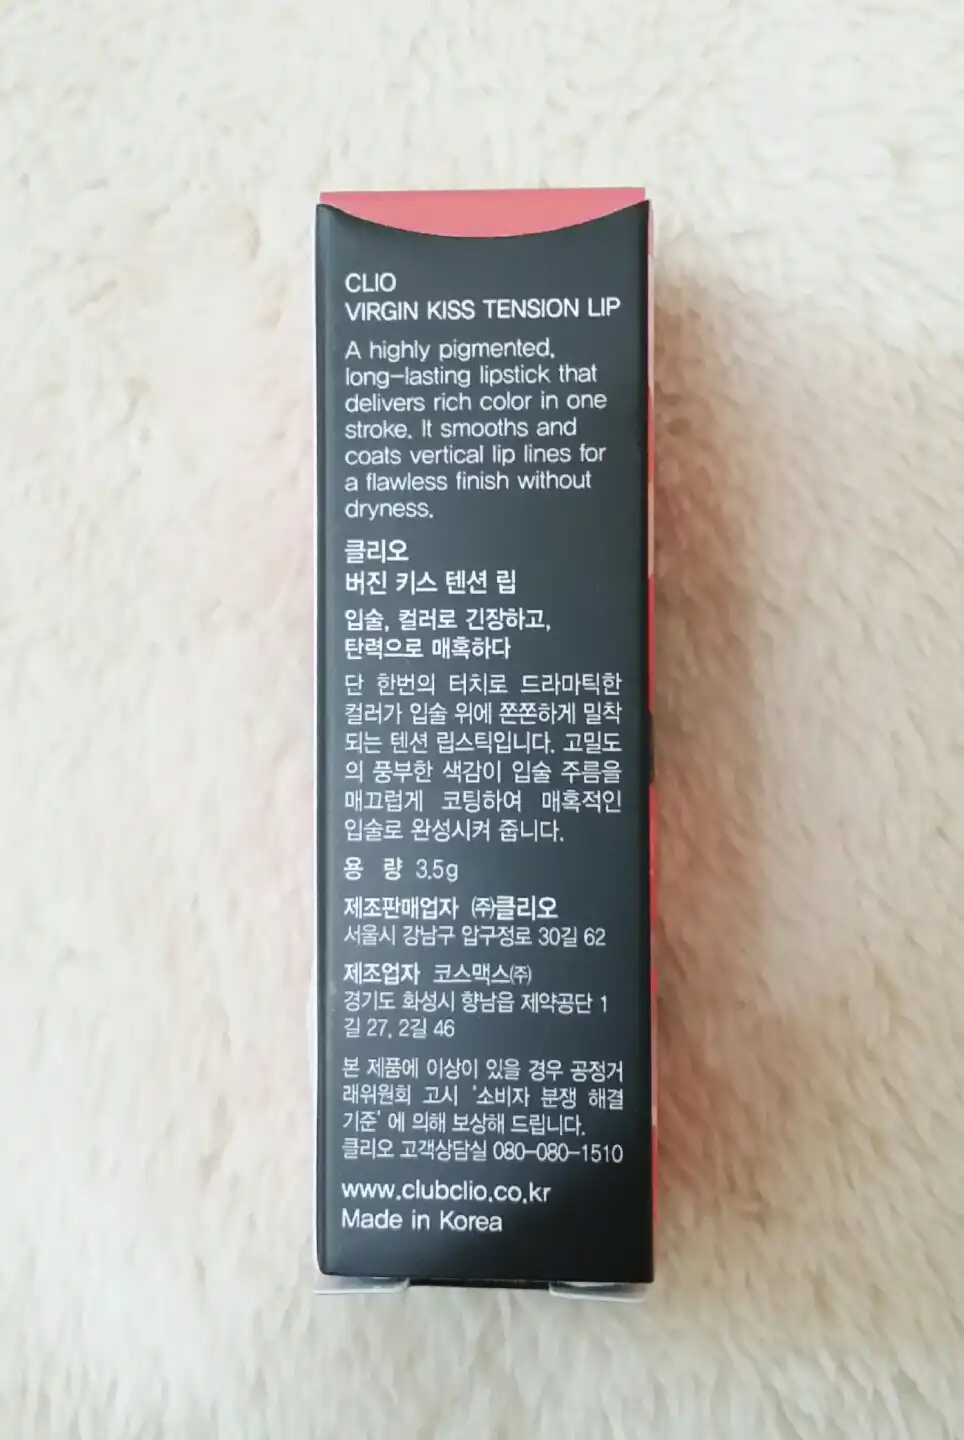 CLIO
VIRGIN KISS TENSION LIP
A highly pigmented,
long-lasting lipstick that
delivers rich color in one
stroke. It smooths and
coats vertical lip lines for
a flawless finish without
dryness.
클리오
버진 키스 텐션 립
입술, 컬러로 긴장하고,
탄력으로 매혹하다
단 한번의 터치로 드라마틱한
컬러가 입술 위에 쫀쫀하게 밀착
되는 텐션 립스틱입니다. 고밀도
의 풍부한 색감이 입술 주름을
매끄럽게 코팅하여 매혹적인
입술로 완성시켜 줍니다.
용 량 3.5g
제조판매업자 ㈜클리오
서울시 강남구 압구정로 30길 62
제조업자 코스맥스㈜
경기도 화성시 향남읍 제약공단 1
길 27, 2길 46
본 제품에 이상이 있을 경우 공정거
래위원회 고시 '소비자 분쟁 해결
기준' 에 의해 보상해 드립니다.
클리오 고객상담실 080-080-1510
www.clubclio.co.kr
Made in Korea